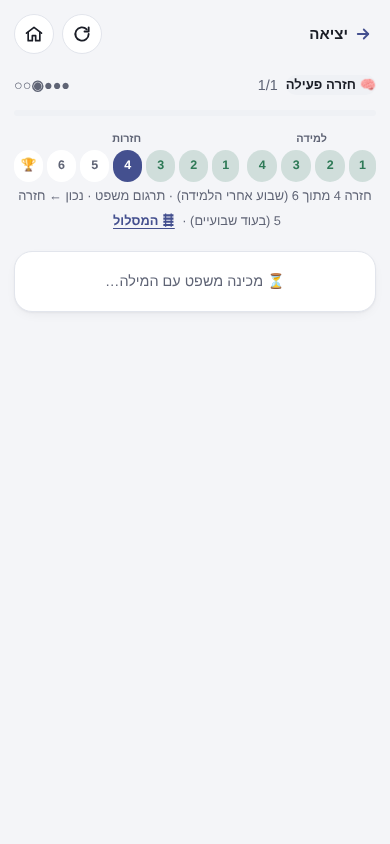 יציאה
🧠 חזרה פעילה 1/1 ●●●◉○○
למידה חזרות
1 2 3 4 1 2 3 4 5 6 🏆
חזרה 4 מתוך 6 (שבוע אחרי הלמידה) · תרגום משפט · נכון ← חזרה
5 (בעוד שבועיים) · המסלול
⏳ מכינה משפט עם המילה...